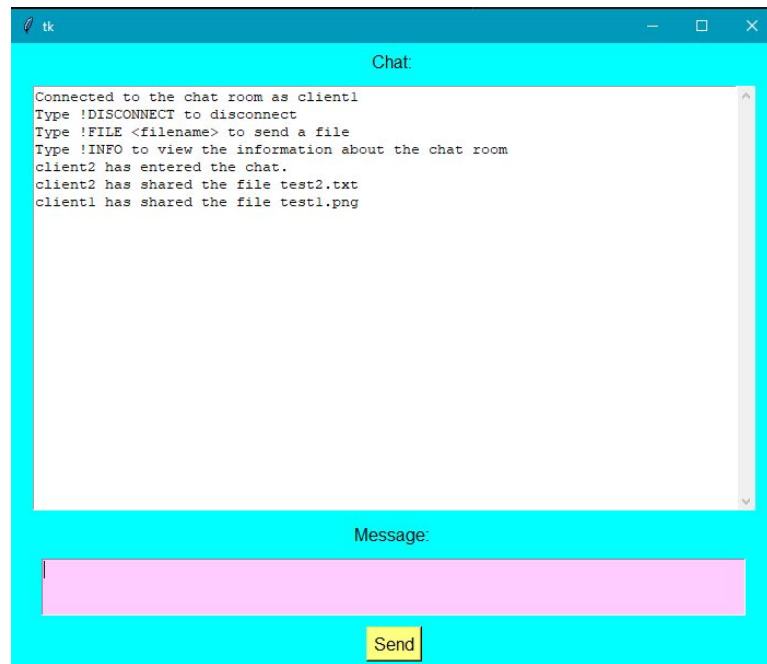 tk
Chat:
Connected to the chat room as client1
Type !DISCONNECT to disconnect
Type !FILE <filename> to send a file
Type !INFO to view the information about the chat room
client2 has entered the chat.
client2 has shared the file test2.txt
client1 has shared the file test1.png
Message:
Send